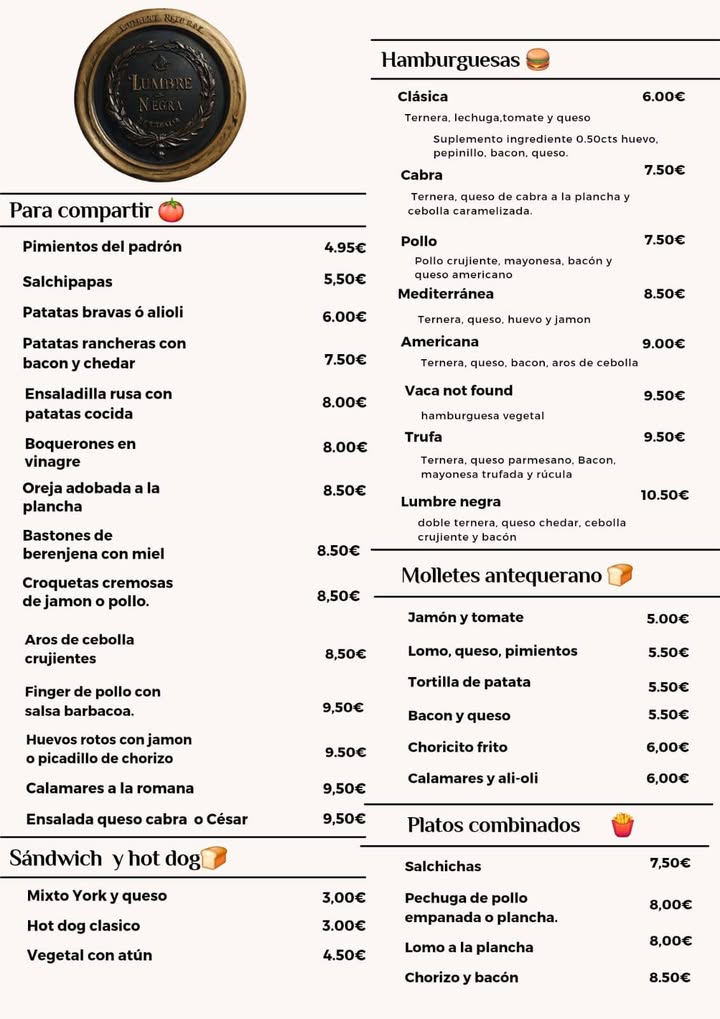 LUMBRE
NEGRA
Para compartir
Pimientos del padrón 4.95€
Salchipapas 5,50€
Patatas bravas ó alioli 6.00€
Patatas rancheras con
bacon y chedar 7.50€
Ensaladilla rusa con
patatas cocida 8.00€
Boquerones en
vinagre 8.00€
Oreja adobada a la
plancha 8.50€
Bastones de
berenjena con miel 8.50€
Croquetas cremosas
de jamon o pollo. 8,50€
Aros de cebolla
crujientes 8,50€
Finger de pollo con
salsa barbacoa. 9,50€
Huevos rotos con jamon
o picadillo de chorizo 9.50€
Calamares a la romana 9,50€
Ensalada queso cabra o César 9,50€
Sándwich y hot dog
Mixto York y queso 3,00€
Hot dog clasico 3.00€
Vegetal con atún 4.50€
Hamburguesas
Clásica 6.00€
Ternera, lechuga,tomate y queso
Suplemento ingrediente 0.50cts huevo,
pepinillo, bacon, queso.
Cabra 7.50€
Ternera, queso de cabra a la plancha y
cebolla caramelizada.
Pollo 7.50€
Pollo crujiente, mayonesa, bacón y
queso americano
Mediterránea 8.50€
Ternera, queso, huevo y jamon
Americana 9.00€
Ternera, queso, bacon, aros de cebolla
Vaca not found 9.50€
hamburguesa vegetal
Trufa 9.50€
Ternera, queso parmesano, Bacon,
mayonesa trufada y rúcula
Lumbre negra 10.50€
doble ternera, queso chedar, cebolla
crujiente y bacón
Molletes antequerano
Jamón y tomate 5.00€
Lomo, queso, pimientos 5.50€
Tortilla de patata 5.50€
Bacon y queso 5.50€
Choricito frito 6,00€
Calamares y ali-oli 6,00€
Platos combinados
Salchichas 7,50€
Pechuga de pollo
empanada o plancha. 8,00€
Lomo a la plancha 8,00€
Chorizo y bacón 8.50€